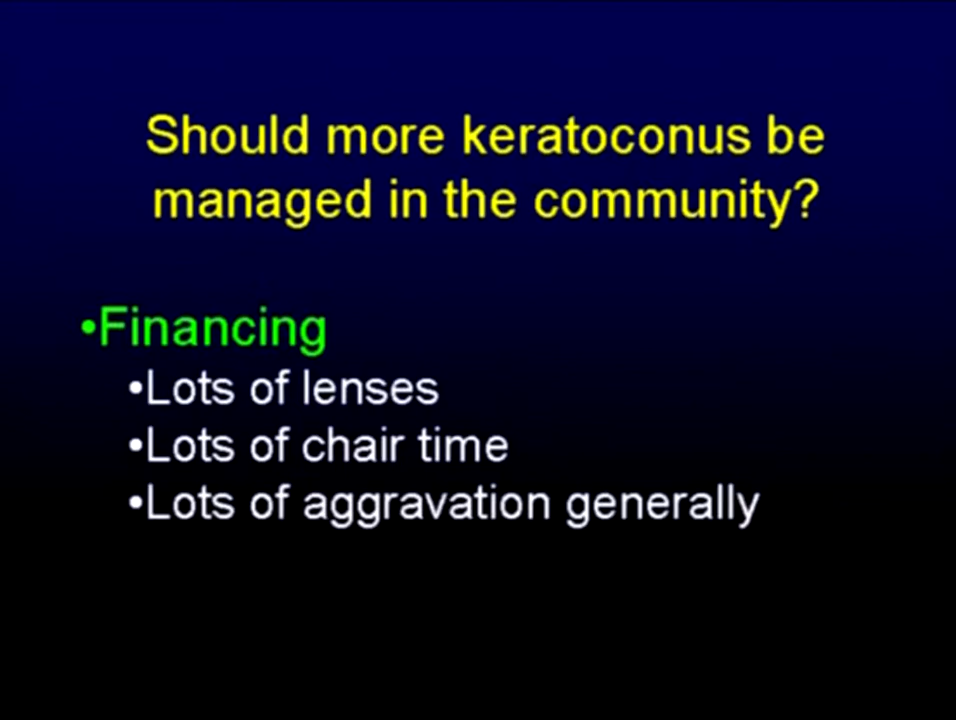 Should more keratoconus be
managed in the community?
•Financing
•Lots of lenses
•Lots of chair time
•Lots of aggravation generally